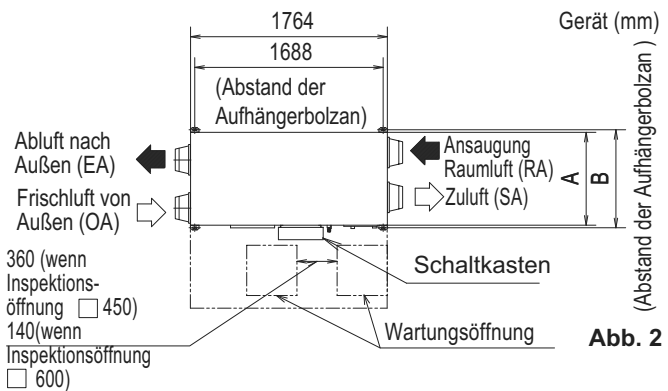 1764
Gerät (mm)
1688
(Abstand der
Aufhängerbolzan)
Abluft nach
Außen (EA)
Ansaugung
Raumluft (RA)
Frischluft von
Außen (OA)
Zuluft (SA)
A
B
(Abstand der Aufhängerbolzan )
360 (wenn
Inspektions-
öffnung □ 450)
140(wenn
Inspektionsöffnung
□ 600)
Schaltkasten
Wartungsöffnung
Abb. 2